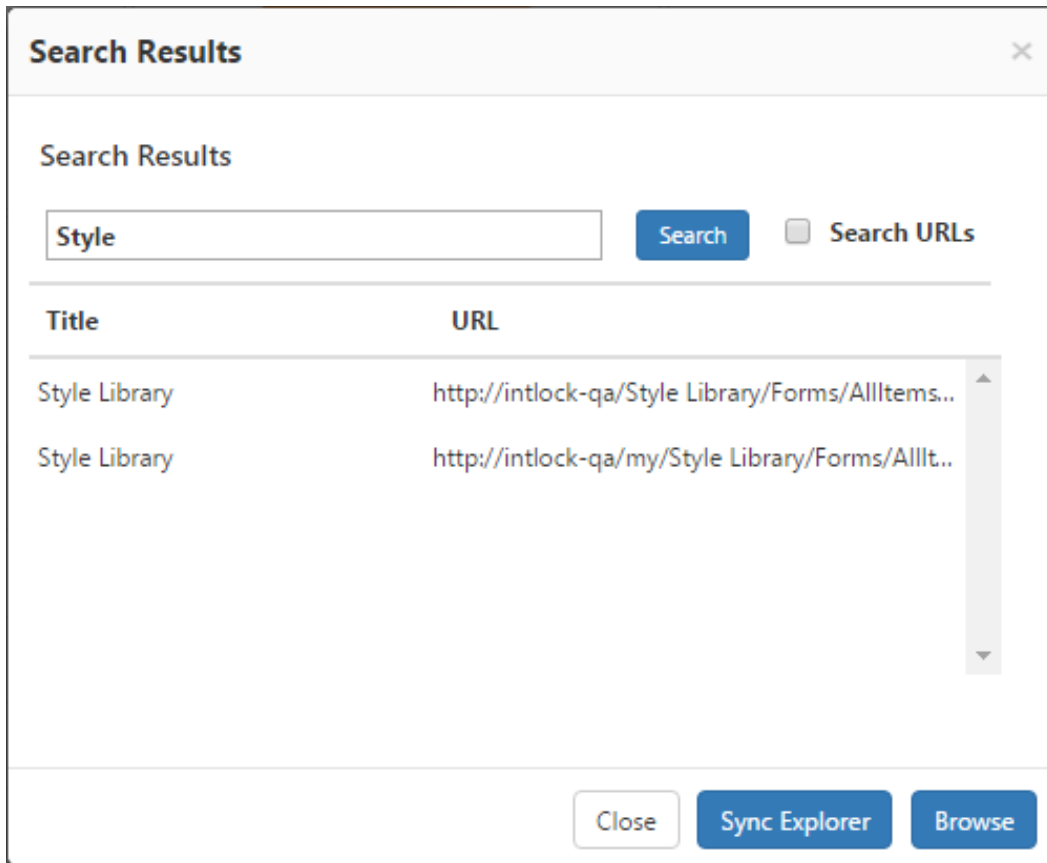 Search Results
Search Results
Style Search Search URLs
Title URL
Style Library http://intlock-qa/Style Library/Forms/AllItems...
Style Library http://intlock-qa/my/Style Library/Forms/AllIt...
Close Sync Explorer Browse